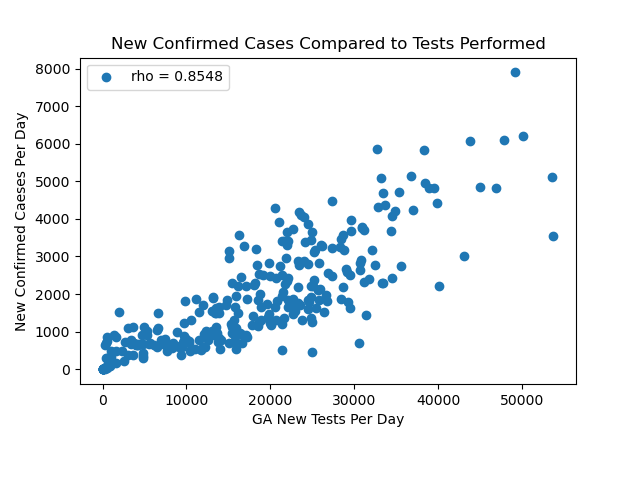 New Confirmed Cases Compared to Tests Performed
rho = 0.8548
8000
7000
6000
5000
4000
3000
2000
1000
0
New Confirmed Caeses Per Day
0 10000 20000 30000 40000 50000
GA New Tests Per Day